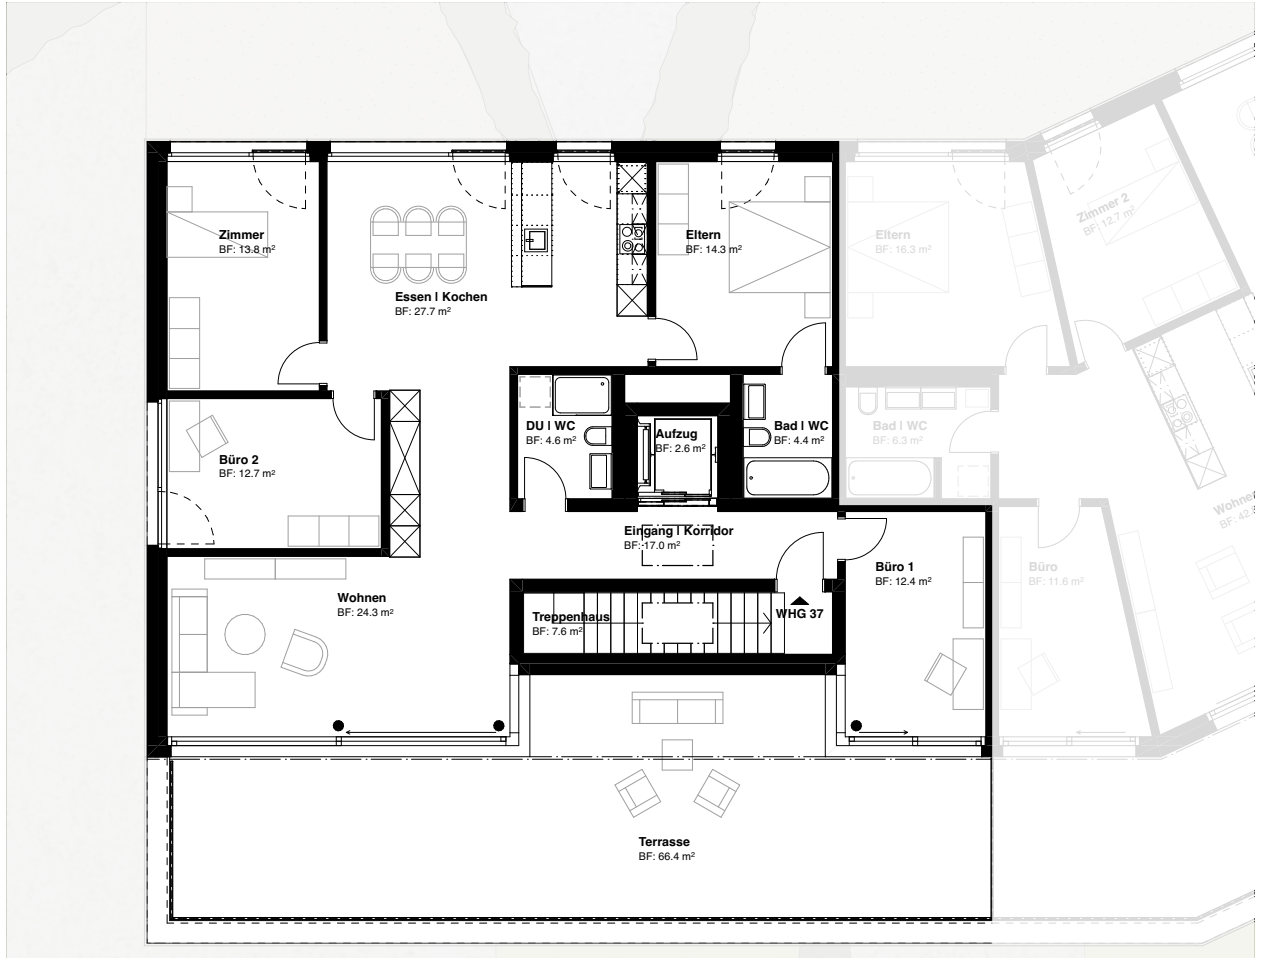 Zimmer
BF: 13.8 m²
Essen | Kochen
BF: 27.7 m²
Eltern
BF: 14.3 m²
Eltern
BF: 16.3 m²
Zimmer 2
BF: 12.7 m²
Büro 2
BF: 12.7 m²
DU | WC
BF: 4.6 m²
Aufzug
BF: 2.6 m²
Bad | WC
BF: 4.4 m²
Bad | WC
BF: 6.3 m²
Wohnen
BF: 24.3 m²
Eingang | Korridor
BF: 17.0 m²
Treppenhaus
BF: 7.6 m²
WHG 37
Büro 1
BF: 12.4 m²
Büro
BF: 11.6 m²
BF:
Terrasse
BF: 66.4 m²